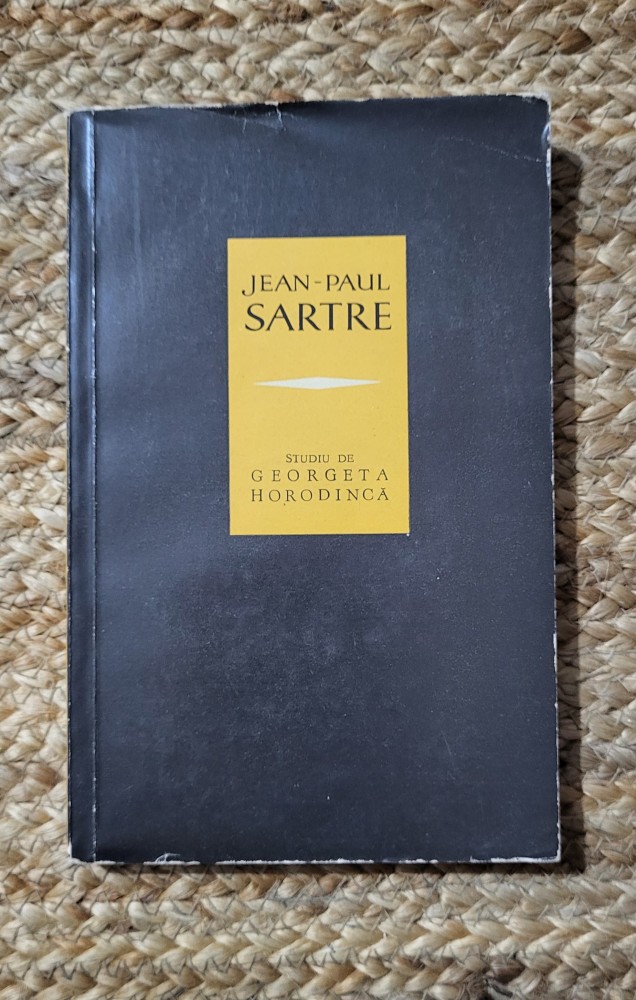 JEAN-PAUL
SARTRE
STUDIU DE
GEORGETA
HORODINCĂ